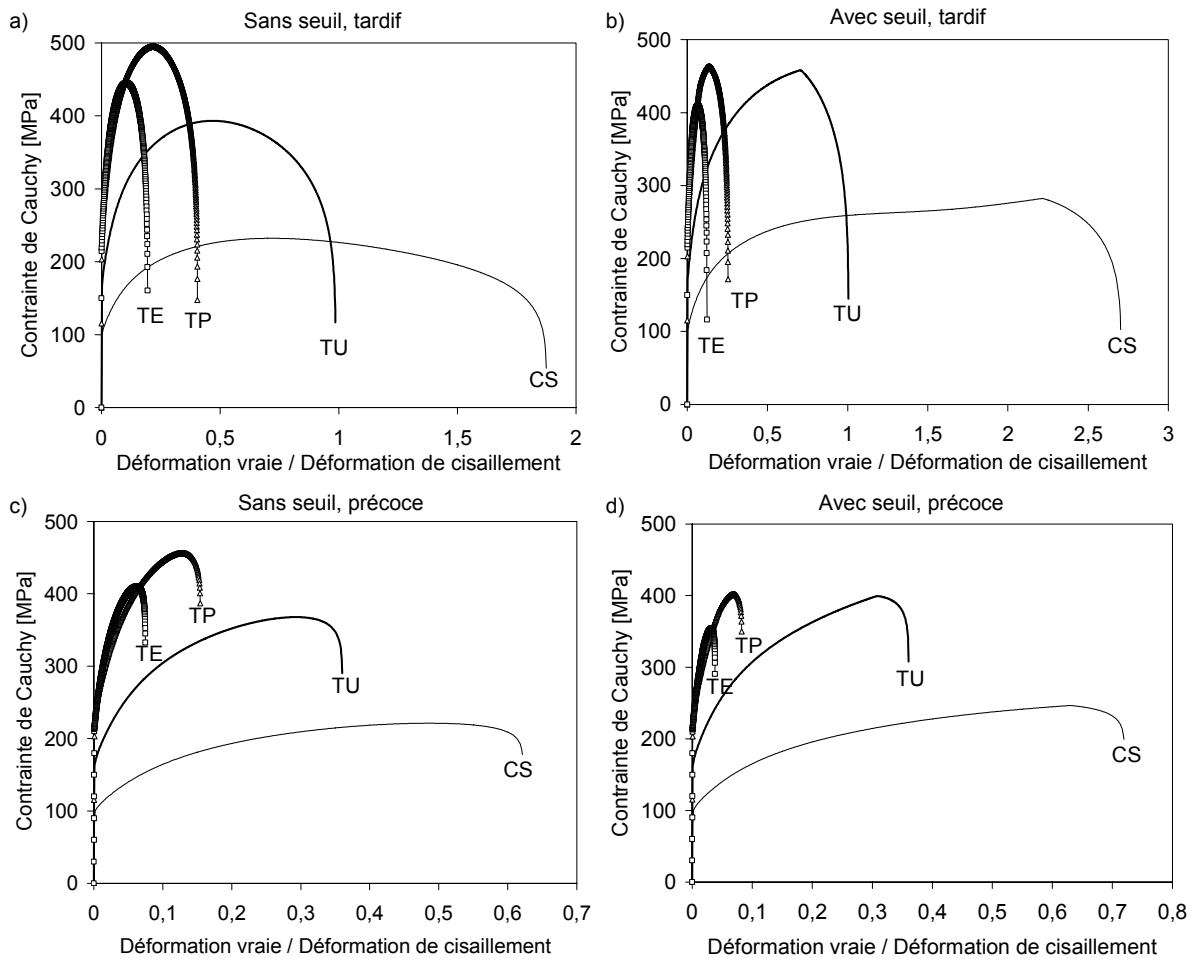 a)
Sans seuil, tardif
Contrainte de Cauchy [MPa]
500
400
300
200
100
0
TE
TP
TU
CS
0
0,5
1
1,5
2
Déformation vraie / Déformation de cisaillement
b)
Avec seuil, tardif
Contrainte de Cauchy [MPa]
500
400
300
200
100
0
TE
TP
TU
CS
0
0,5
1
1,5
2
2,5
3
Déformation vraie / Déformation de cisaillement
c)
Sans seuil, précoce
Contrainte de Cauchy [MPa]
500
400
300
200
100
0
TE
TP
TU
CS
0
0,1
0,2
0,3
0,4
0,5
0,6
0,7
Déformation vraie / Déformation de cisaillement
d)
Avec seuil, précoce
Contrainte de Cauchy [MPa]
500
400
300
200
100
0
TE
TP
TU
CS
0
0,1
0,2
0,3
0,4
0,5
0,6
0,7
0,8
Déformation vraie / Déformation de cisaillement